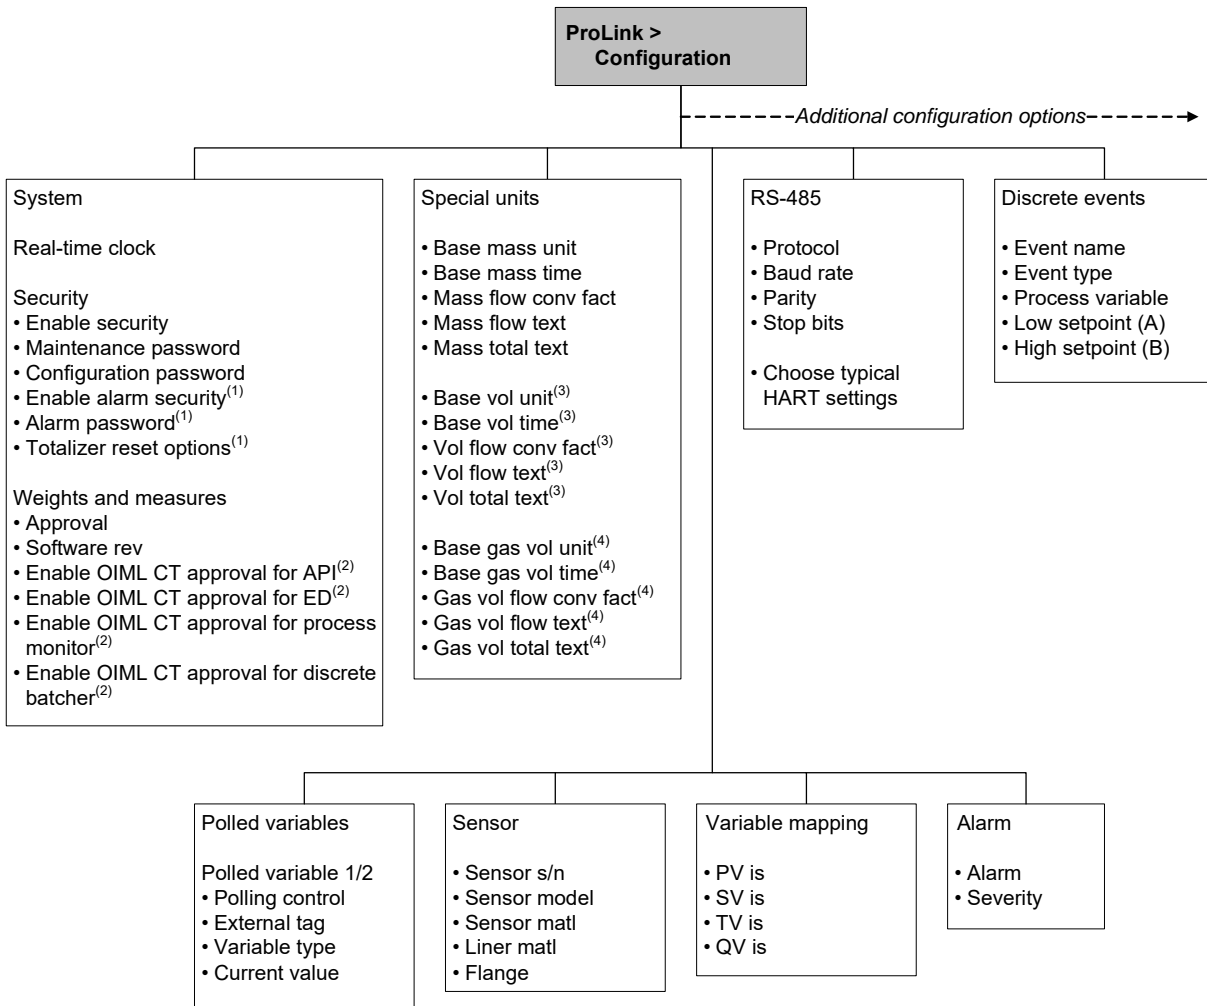 ProLink >
Configuration
Additional configuration options
System
Real-time clock
Security
• Enable security
• Maintenance password
• Configuration password
• Enable alarm security(1)
• Alarm password(1)
• Totalizer reset options(1)
Weights and measures
• Approval
• Software rev
• Enable OIML CT approval for API(2)
• Enable OIML CT approval for ED(2)
• Enable OIML CT approval for process
monitor(2)
• Enable OIML CT approval for discrete
batcher(2)
Special units
• Base mass unit
• Base mass time
• Mass flow conv fact
• Mass flow text
• Mass total text
• Base vol unit(3)
• Base vol time(3)
• Vol flow conv fact(3)
• Vol flow text(3)
• Vol total text(3)
• Base gas vol unit(4)
• Base gas vol time(4)
• Gas vol flow conv fact(4)
• Gas vol flow text(4)
• Gas vol total text(4)
RS-485
• Protocol
• Baud rate
• Parity
• Stop bits
• Choose typical
HART settings
Discrete events
• Event name
• Event type
• Process variable
• Low setpoint (A)
• High setpoint (B)
Polled variables
Polled variable 1/2
• Polling control
• External tag
• Variable type
• Current value
Sensor
• Sensor s/n
• Sensor model
• Sensor matl
• Liner matl
• Flange
Variable mapping
• PV is
• SV is
• TV is
• QV is
Alarm
• Alarm
• Severity